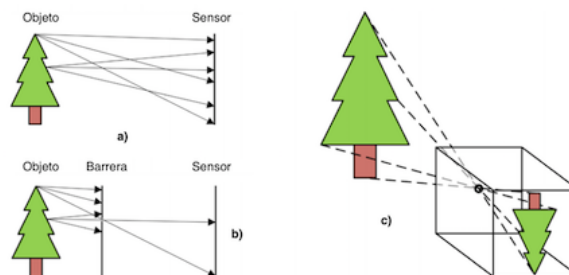 Objeto Sensor
a)
Objeto Barrera Sensor
b)
c)